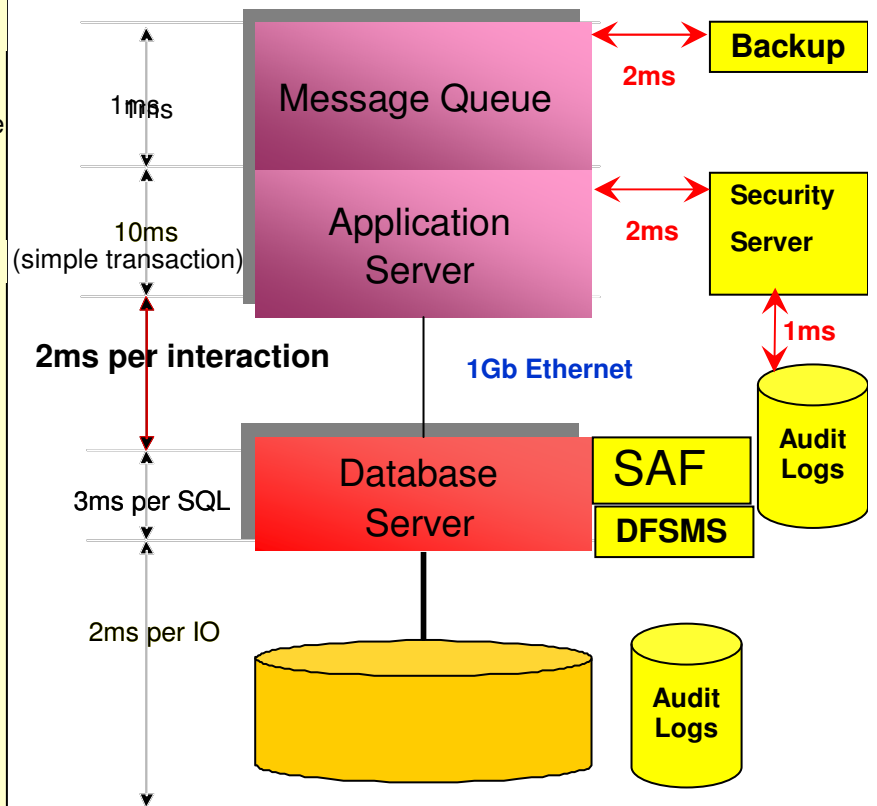 Message Queue
Backup
2ms
1ms
e
Application
Server
Security
Server
2ms
10ms
(simple transaction)
1ms
2ms per interaction
1Gb Ethernet
Database
Server
SAF
DFSMS
Audit
Logs
3ms per SQL
2ms per IO
Audit
Logs